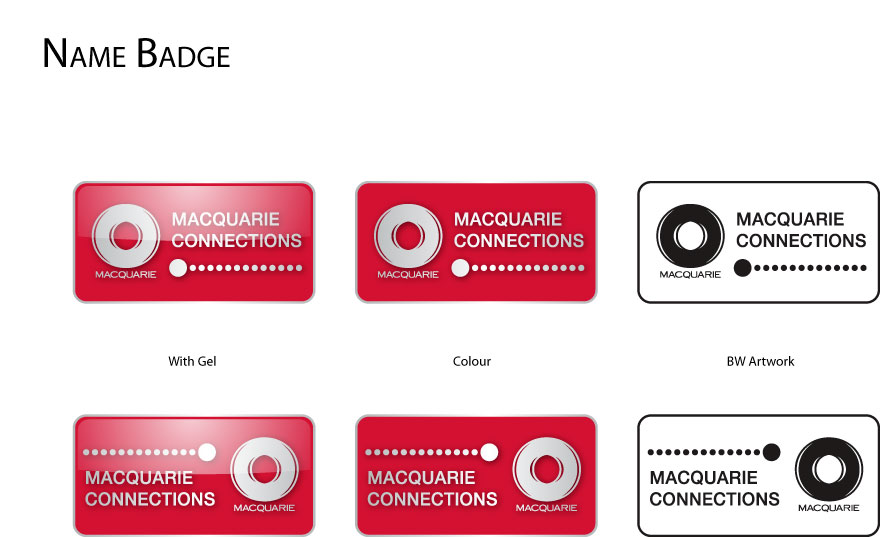 Name Badge
MACQUARIE
CONNECTIONS
MACQUARIE
MACQUARIE
CONNECTIONS
MACQUARIE
MACQUARIE
CONNECTIONS
MACQUARIE
With Gel
Colour
BW Artwork
MACQUARIE
CONNECTIONS
MACQUARIE
MACQUARIE
CONNECTIONS
MACQUARIE
MACQUARIE
CONNECTIONS
MACQUARIE